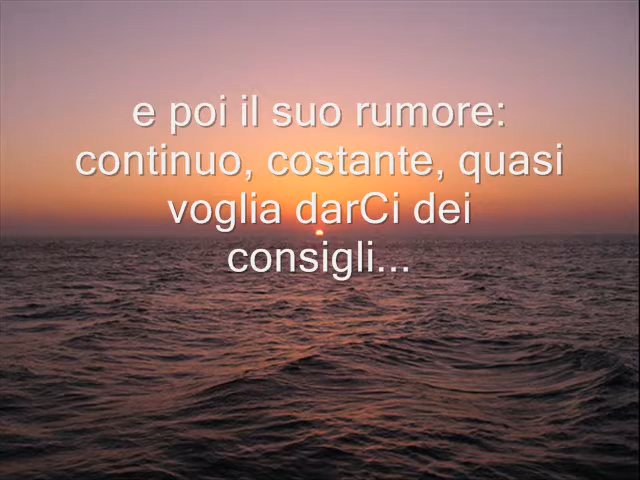 e poi il suo rumore:
continuo, costante, quasi
voglia darCi dei
consigli...